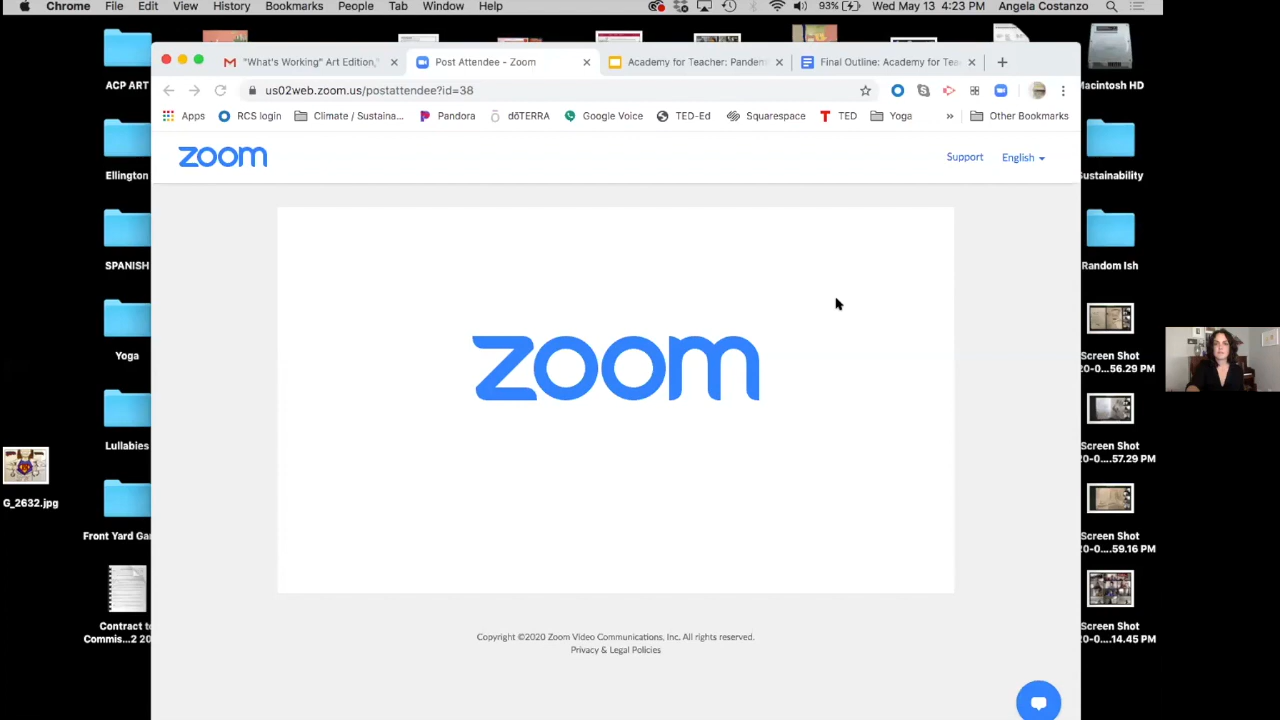 Chrome File Edit View History Bookmarks People Tab Window Help 93% Wed May 13 4:23 PM Angela Costanzo
"What's Working" Art Edition," Post Attendee - Zoom Academy for Teacher: Pandem Final Outline: Academy for Tea
us02web.zoom.us/postattendee?id=38
Apps RCS login Climate / Sustaina... Pandora dōTERRA Google Voice TED-Ed Squarespace TED Yoga » Other Bookmarks
zoom Support English
zoom
Copyright ©2020 Zoom Video Communications, Inc. All rights reserved.
Privacy & Legal Policies
ACP ART
Ellington
SPANISH
Yoga
Lullabies
Front Yard Ga
Contract to
Commis...2 20
G_2632.jpg
Macintosh HD
Sustainability
Random Ish
Screen Shot
20-0....56.29 PM
Screen Shot
20-0....57.29 PM
Screen Shot
20-0....59.16 PM
Screen Shot
20-0....14.45 PM